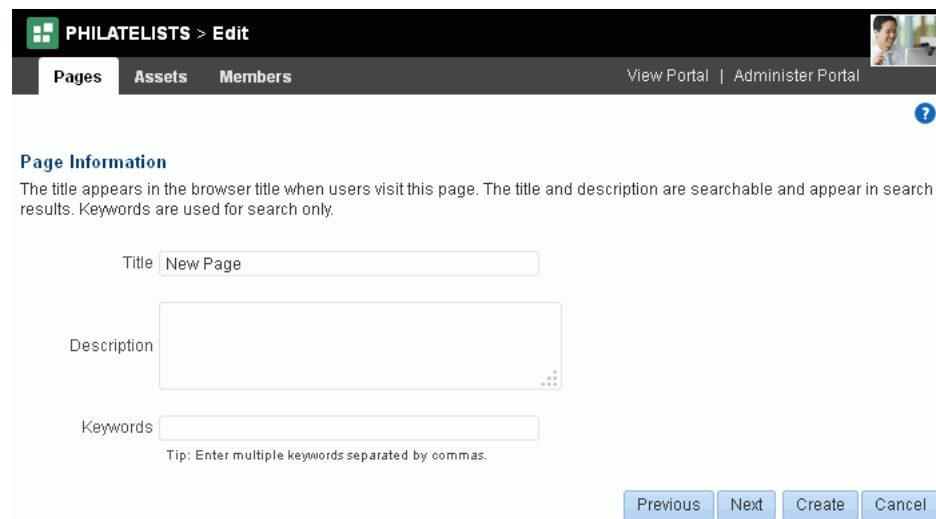 PHILATELISTS > Edit
Pages Assets Members View Portal | Administer Portal
?
Page Information
The title appears in the browser title when users visit this page. The title and description are searchable and appear in search
results. Keywords are used for search only.
Title New Page
Description
Keywords
Tip: Enter multiple keywords separated by commas.
Previous Next Create Cancel